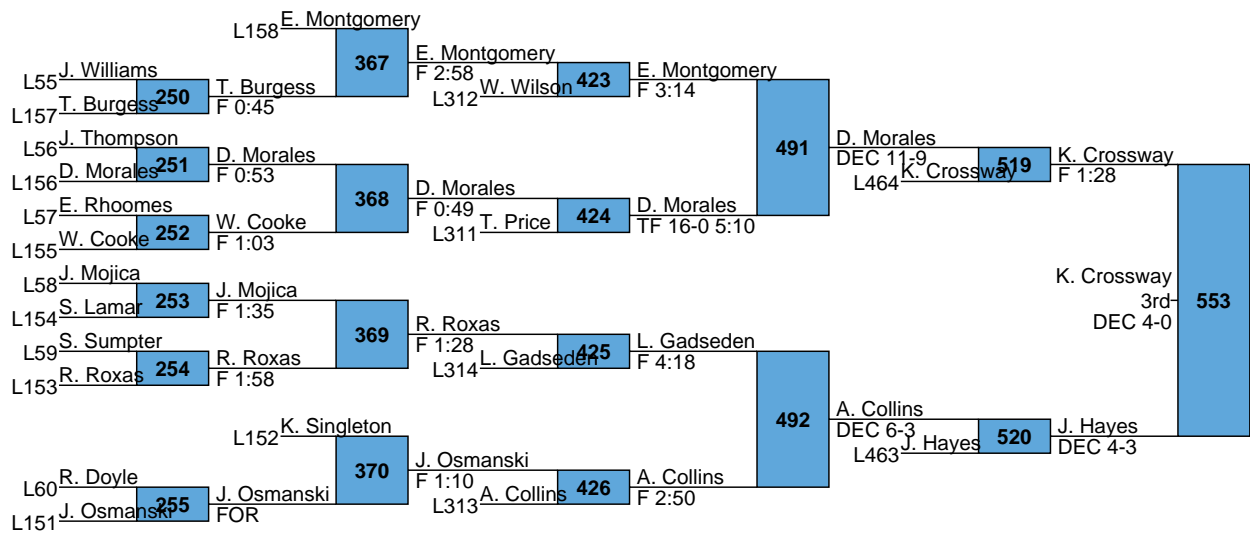 L158 E. Montgomery
367
E. Montgomery
F 2:58
L55 J. Williams
250
L157 T. Burgess
T. Burgess
F 0:45
L312 W. Wilson
423
E. Montgomery
F 3:14
L56 J. Thompson
251
L156 D. Morales
D. Morales
F 0:53
368
L57 E. Rhoomes
252
L155 W. Cooke
W. Cooke
F 1:03
D. Morales
F 0:49
L311 T. Price
424
D. Morales
TF 16-0 5:10
491
D. Morales
DEC 11-9
L464 K. Crossway
519
K. Crossway
F 1:28
L58 J. Mojica
253
L154 S. Lamar
J. Mojica
F 1:35
369
L59 S. Sumpter
254
L153 R. Roxas
R. Roxas
F 1:58
R. Roxas
F 1:28
L314 L. Gadseden
425
L. Gadseden
F 4:18
492
L152 K. Singleton
370
L60 R. Doyle
255
L151 J. Osmanski
J. Osmanski
FOR
J. Osmanski
F 1:10
L313 A. Collins
426
A. Collins
F 2:50
A. Collins
DEC 6-3
L463 J. Hayes
520
J. Hayes
DEC 4-3
K. Crossway
3rd
DEC 4-0
553